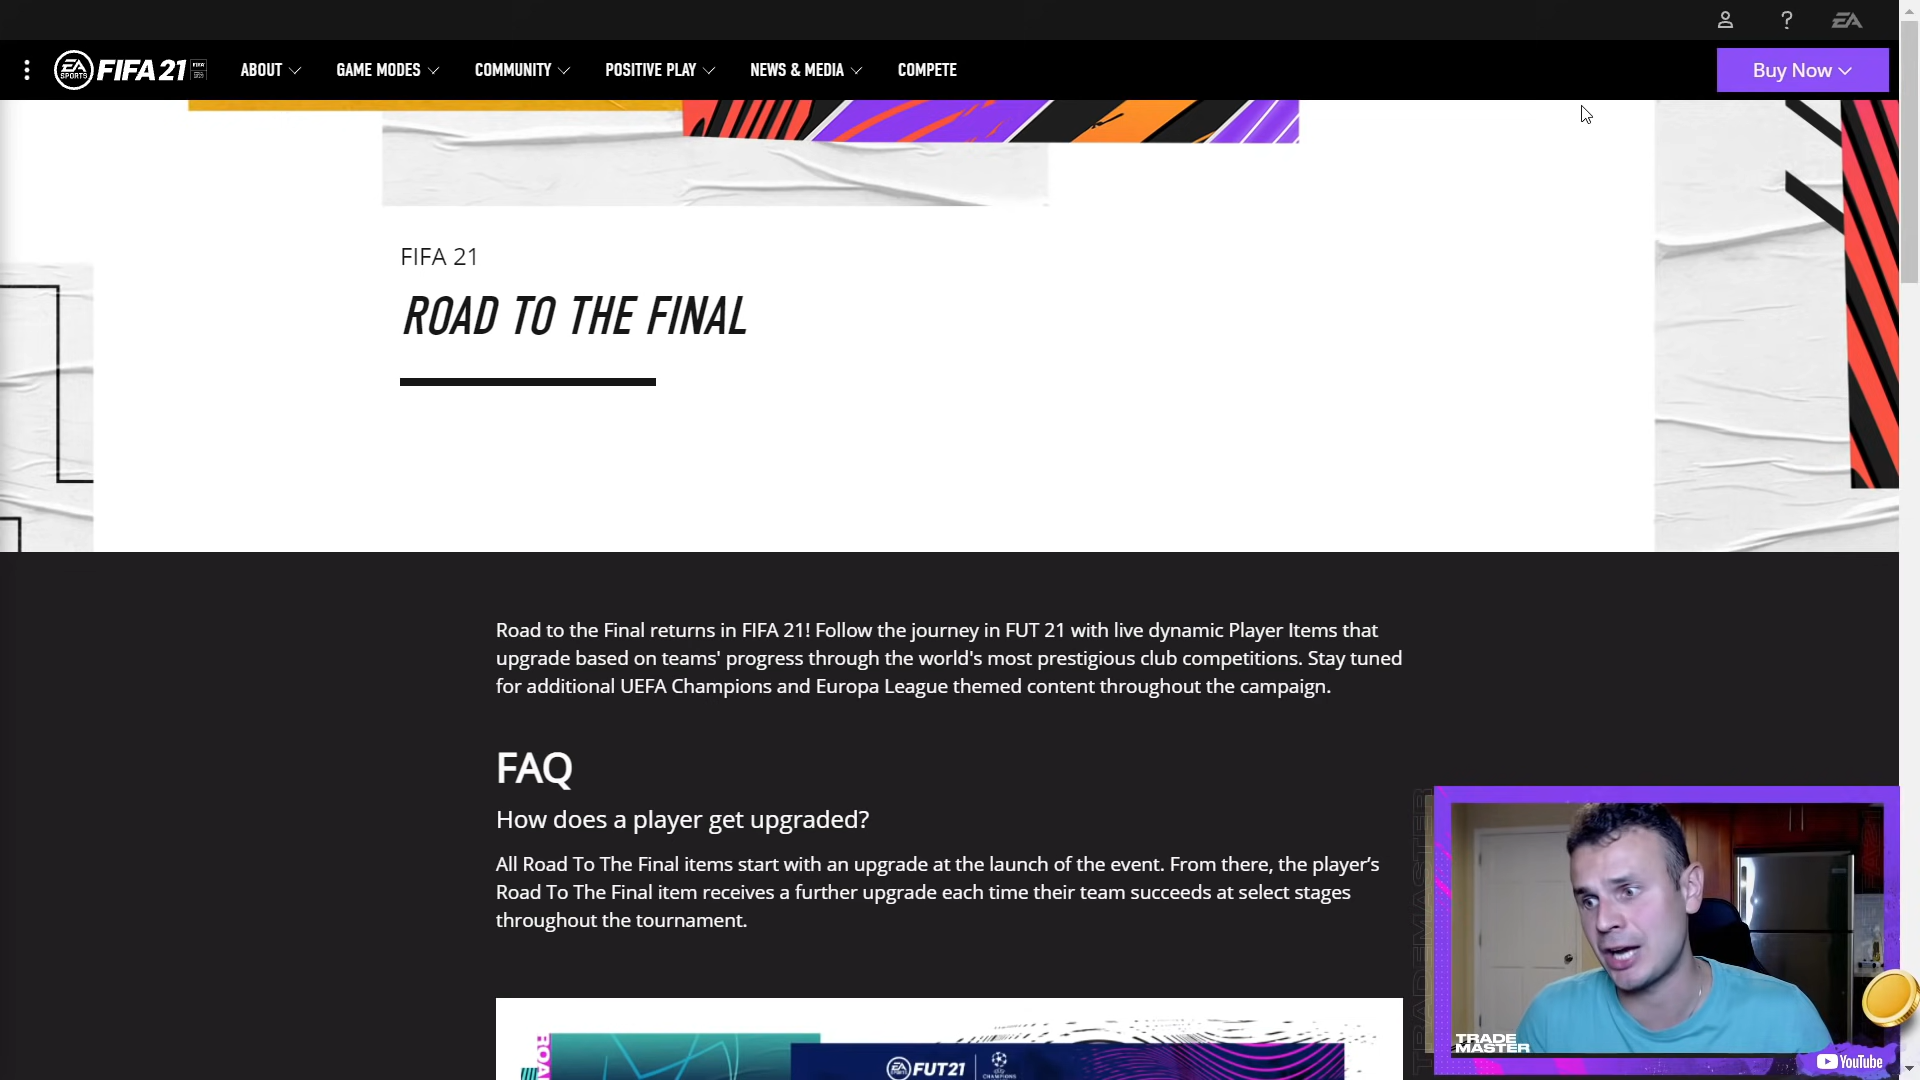 EA SPORTS FIFA 21 ABOUT GAME MODES COMMUNITY POSITIVE PLAY NEWS & MEDIA COMPETE Buy Now
FIFA 21
ROAD TO THE FINAL
Road to the Final returns in FIFA 21! Follow the journey in FUT 21 with live dynamic Player Items that
upgrade based on teams' progress through the world's most prestigious club competitions. Stay tuned
for additional UEFA Champions and Europa League themed content throughout the campaign.
FAQ
How does a player get upgraded?
All Road To The Final items start with an upgrade at the launch of the event. From there, the player’s
Road To The Final item receives a further upgrade each time their team succeeds at select stages
throughout the tournament.
ROA
FUT21
CHAMPIONS
TRADEMASTER
TRADE
MASTER
YouTube